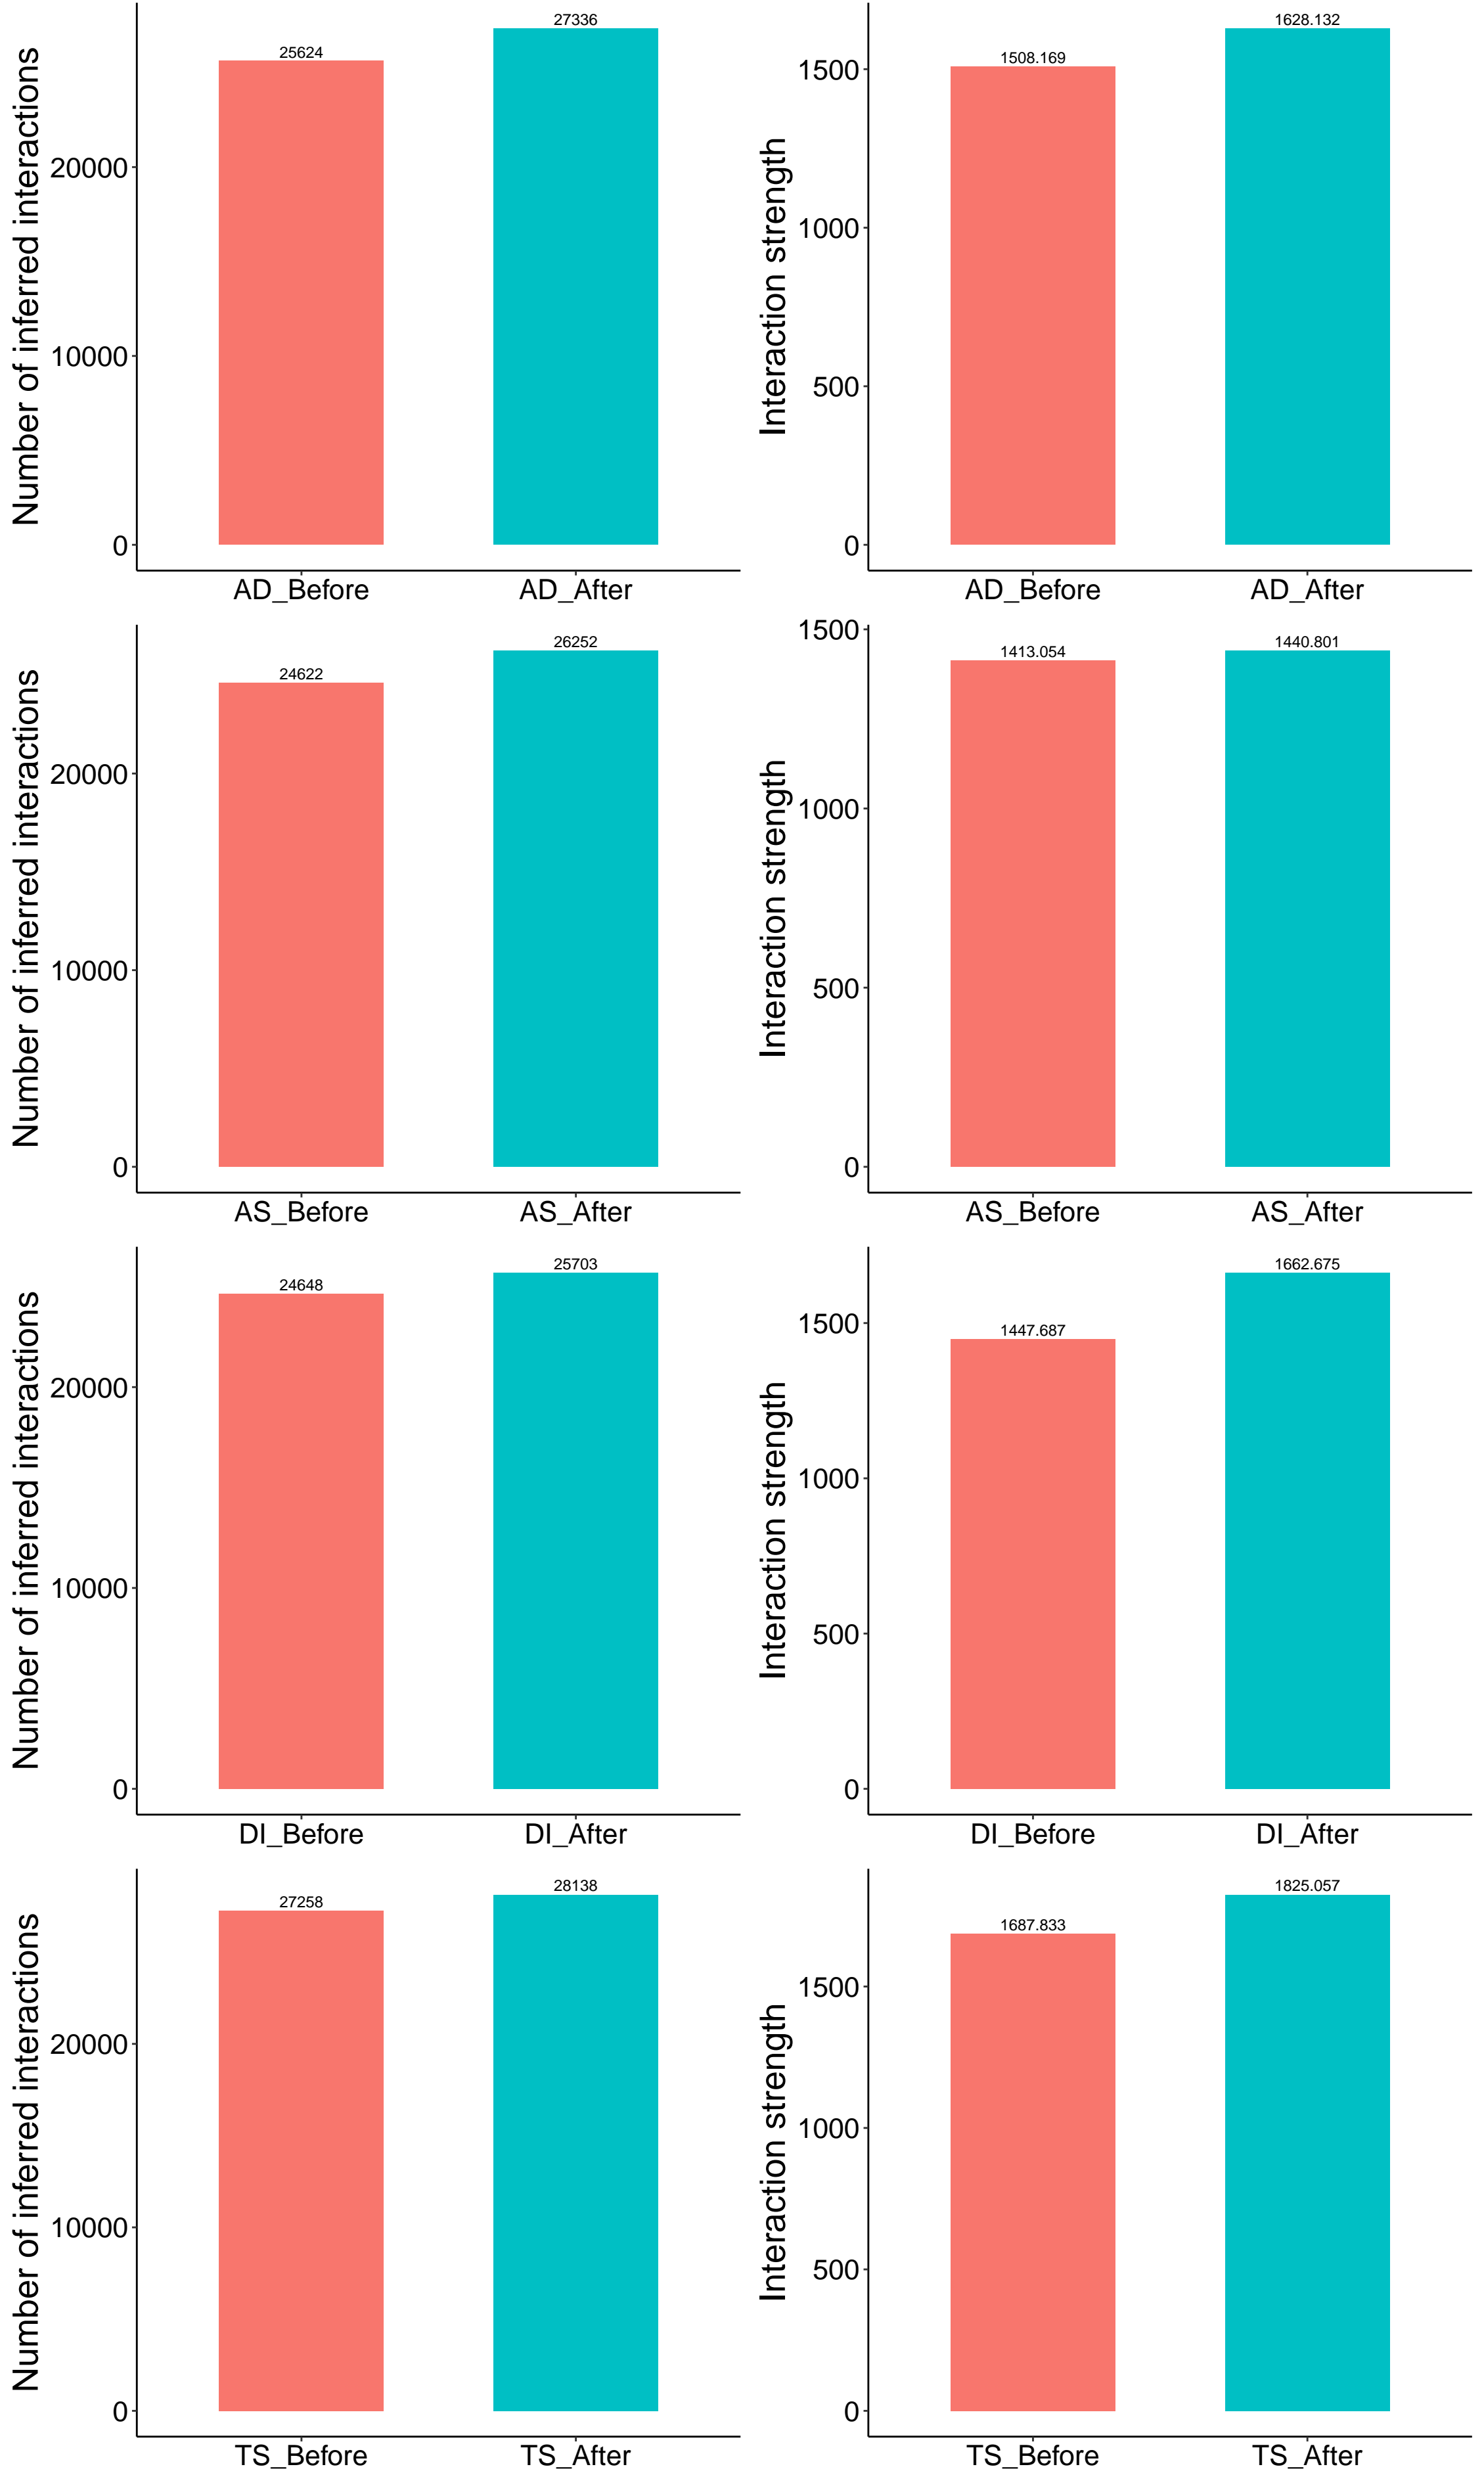 Number of inferred interactions
25624
27336
20000
10000
0
AD_Before
AD_After
Interaction strength
1508.169
1628.132
1500
1000
500
0
AD_Before
AD_After
Number of inferred interactions
24622
26252
20000
10000
0
AS_Before
AS_After
Interaction strength
1500
1413.054
1440.801
1000
500
0
AS_Before
AS_After
Number of inferred interactions
24648
25703
20000
10000
0
DI_Before
DI_After
Interaction strength
1447.687
1662.675
1500
1000
500
0
DI_Before
DI_After
Number of inferred interactions
27258
28138
20000
10000
0
TS_Before
TS_After
Interaction strength
1687.833
1825.057
1500
1000
500
0
TS_Before
TS_After